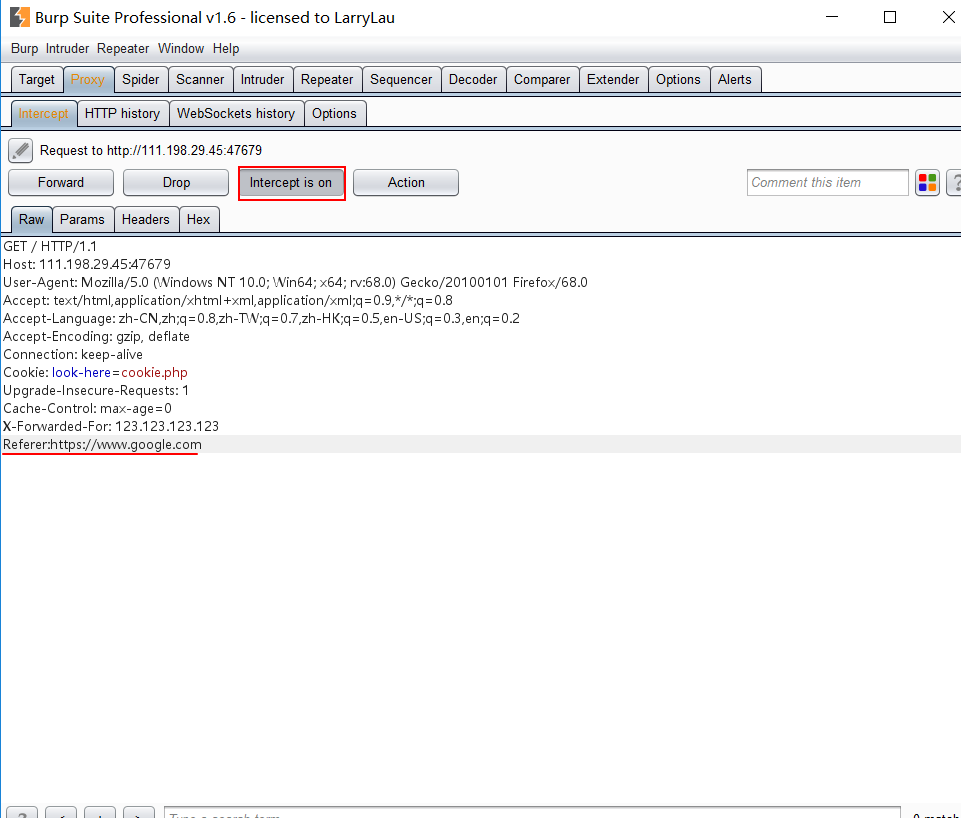 Burp Suite Professional v1.6 - licensed to LarryLau
Burp Intruder Repeater Window Help
Target Proxy Spider Scanner Intruder Repeater Sequencer Decoder Comparer Extender Options Alerts
Intercept HTTP history WebSockets history Options
Request to http://111.198.29.45:47679
Forward Drop Intercept is on Action Comment this item ?
Raw Params Headers Hex
GET / HTTP/1.1
Host: 111.198.29.45:47679
User-Agent: Mozilla/5.0 (Windows NT 10.0; Win64; x64; rv:68.0) Gecko/20100101 Firefox/68.0
Accept: text/html,application/xhtml+xml,application/xml;q=0.9,*/*;q=0.8
Accept-Language: zh-CN,zh;q=0.8,zh-TW;q=0.7,zh-HK;q=0.5,en-US;q=0.3,en;q=0.2
Accept-Encoding: gzip, deflate
Connection: keep-alive
Cookie: look-here=cookie.php
Upgrade-Insecure-Requests: 1
Cache-Control: max-age=0
X-Forwarded-For: 123.123.123.123
Referer:https://www.google.com